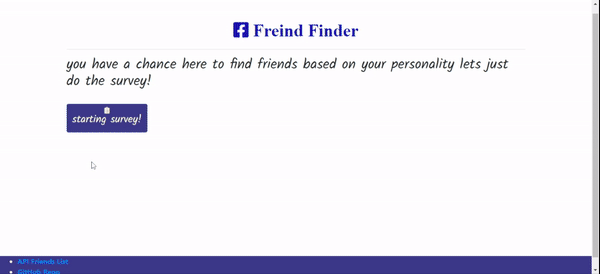 Freind Finder
you have a chance here to find friends based on your personality lets just
do the survey!
starting survey!
API Friends List
GitHub Repo